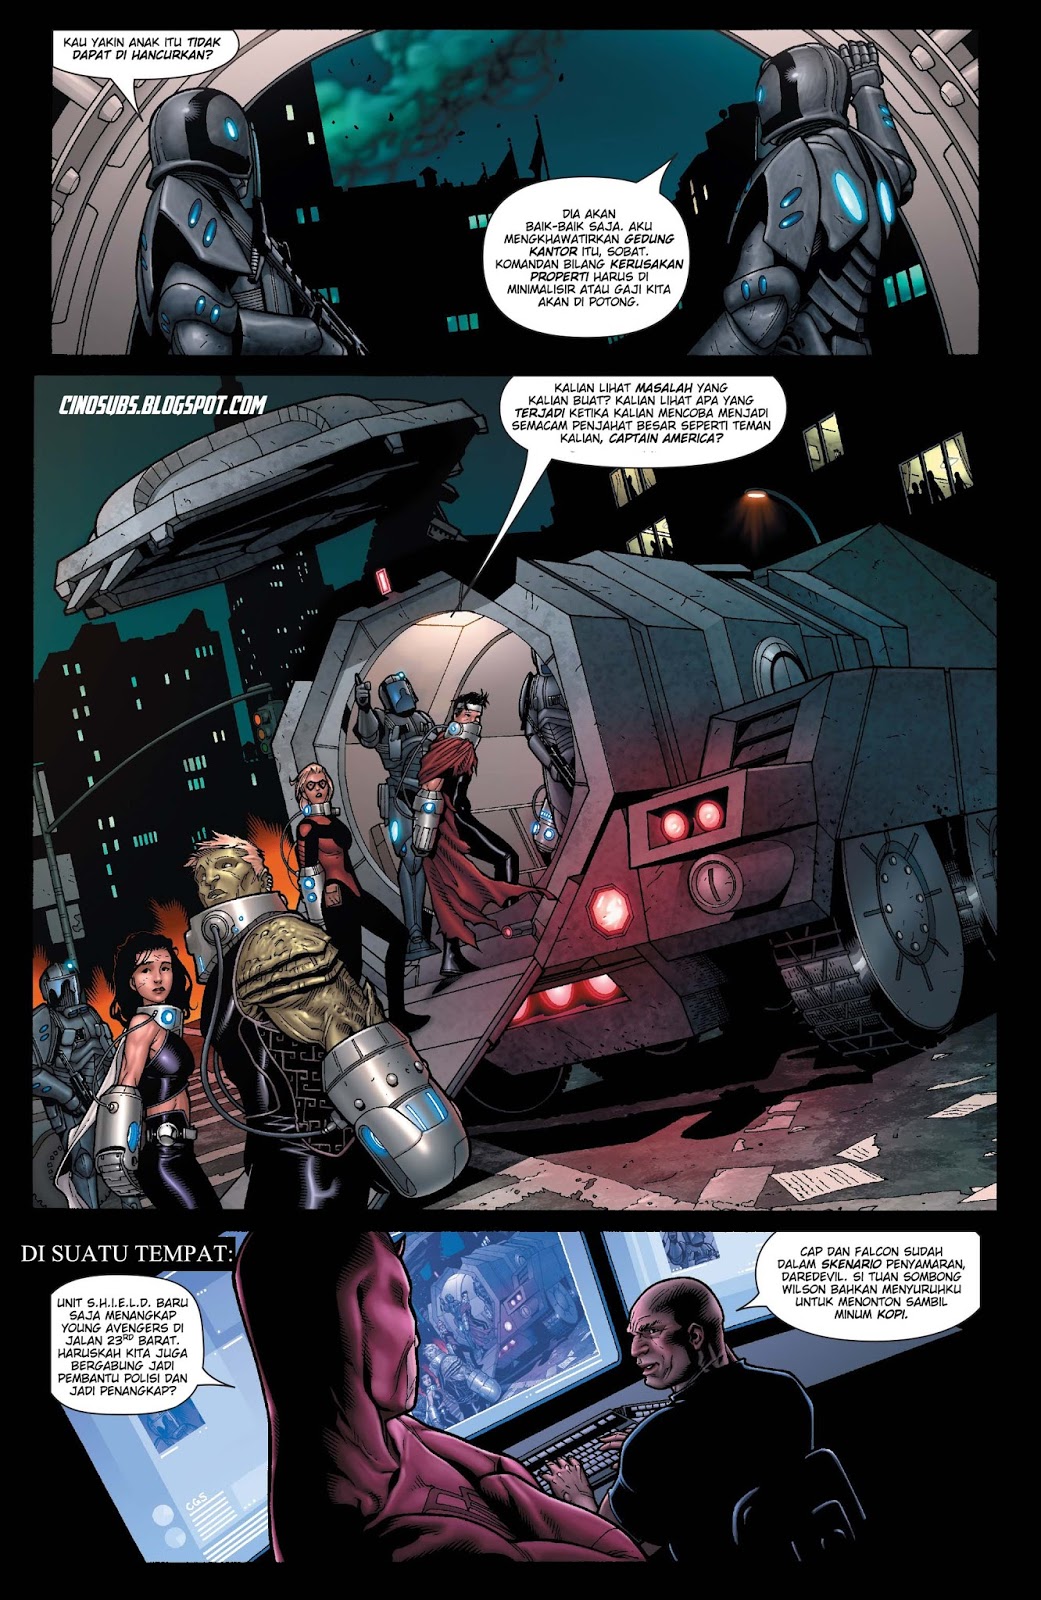 KAU YAKIN ANAK ITU TIDAK
DAPAT DI HANCURKAN?
DIA AKAN
BAIK-BAIK SAJA. AKU
MENGKHAWATIRKAN GEDUNG
KANTOR ITU, SOBAT.
KOMANDAN BILANG KERUSAKAN
PROPERTI HARUS DI
MINIMALISIR ATAU GAJI KITA
AKAN DI POTONG.
CINOSUBS.BLOGSPOT.COM
KALIAN LIHAT MASALAH YANG
KALIAN BUAT? KALIAN LIHAT APA YANG
TERJADI KETIKA KALIAN MENCOBA MENJADI
SEMACAM PENJAHAT BESAR SEPERTI TEMAN
KALIAN, CAPTAIN AMERICA?
DI SUATU TEMPAT:
UNIT S.H.I.E.L.D. BARU
SAJA MENANGKAP
YOUNG AVENGERS DI
JALAN 23RD BARAT.
HARUSKAH KITA JUGA
BERGABUNG JADI
PEMBANTU POLISI DAN
JADI PENANGKAP?
CAP DAN FALCON SUDAH
DALAM SKENARIO PENYAMARAN,
DAREDEVIL. SI TUAN SOMBONG
WILSON BAHKAN MENYURUHKU
UNTUK MENONTON SAMBIL
MINUM KOPI.
CGS